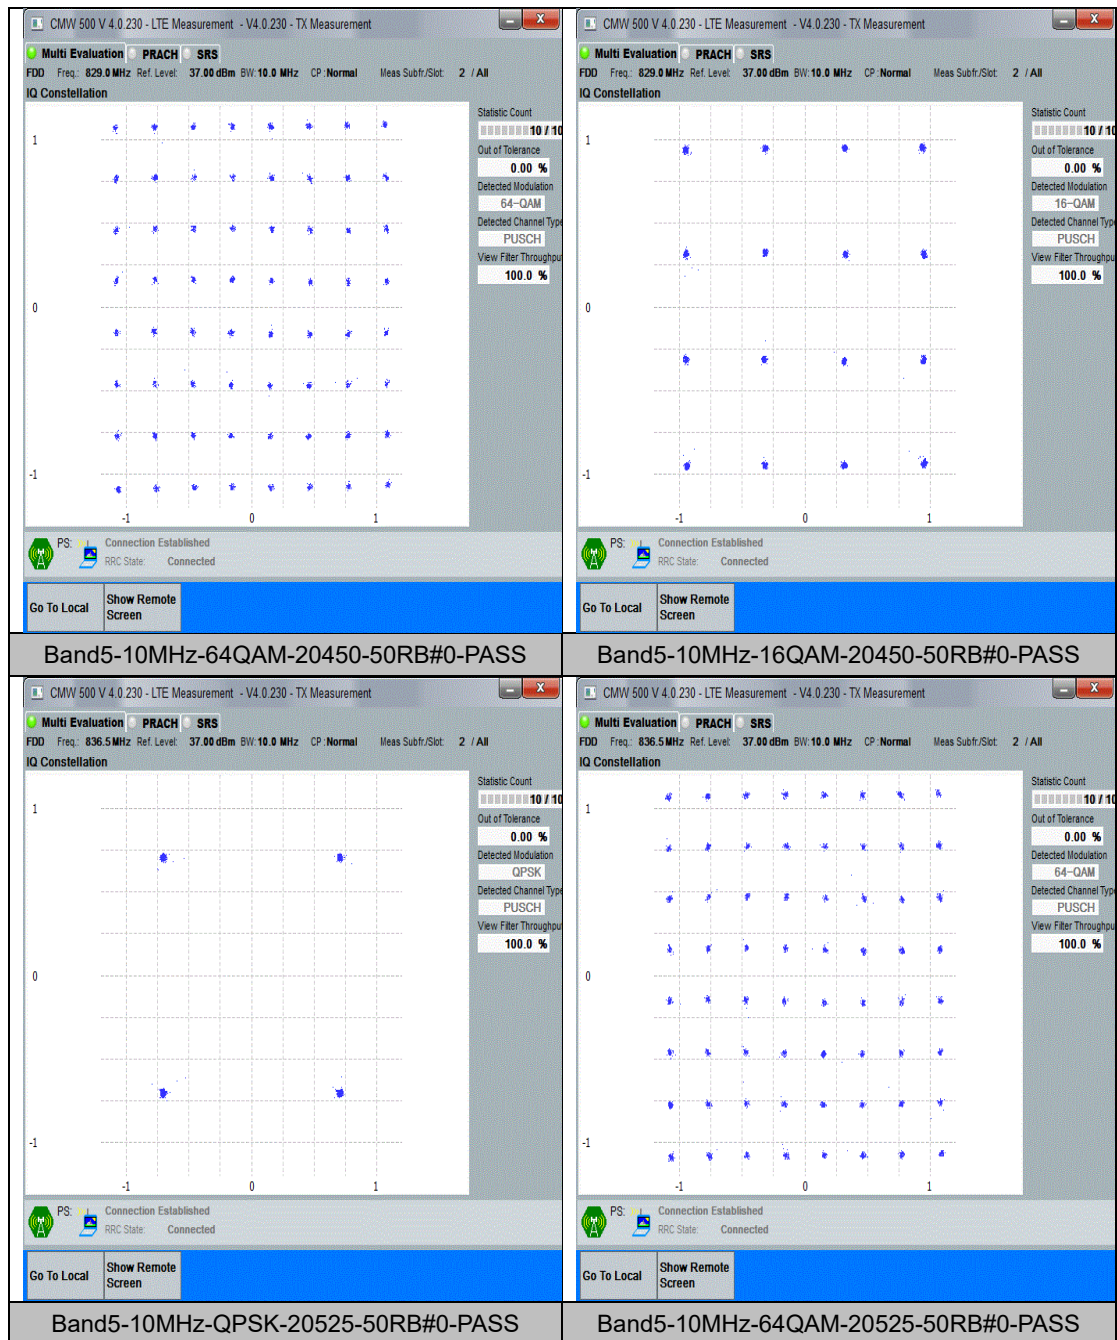 CMW 500 V 4.0.230 - LTE Measurement - V4.0.230 - TX Measurement
Multi Evaluation PRACH SRS
FDD Freq.: 829.0 MHz Ref. Level: 37.00 dBm BW: 10.0 MHz CP : Normal Meas Subfr./Slot: 2 / All
IQ Constellation
Statistic Count
10 / 10
Out of Tolerance
0.00 %
Detected Modulation
64-QAM
Detected Channel Type
PUSCH
View Filter Throughput
100.0 %
1
0
-1
-1 0 1
PS: Connection Established
RRC State: Connected
Go To Local Show Remote
Screen
Band5-10MHz-64QAM-20450-50RB#0-PASS
CMW 500 V 4.0.230 - LTE Measurement - V4.0.230 - TX Measurement
Multi Evaluation PRACH SRS
FDD Freq.: 829.0 MHz Ref. Level: 37.00 dBm BW: 10.0 MHz CP : Normal Meas Subfr./Slot: 2 / All
IQ Constellation
Statistic Count
10 / 10
Out of Tolerance
0.00 %
Detected Modulation
16-QAM
Detected Channel Type
PUSCH
View Filter Throughput
100.0 %
1
0
-1
-1 0 1
PS: Connection Established
RRC State: Connected
Go To Local Show Remote
Screen
Band5-10MHz-16QAM-20450-50RB#0-PASS
CMW 500 V 4.0.230 - LTE Measurement - V4.0.230 - TX Measurement
Multi Evaluation PRACH SRS
FDD Freq.: 836.5 MHz Ref. Level: 37.00 dBm BW: 10.0 MHz CP : Normal Meas Subfr./Slot: 2 / All
IQ Constellation
Statistic Count
10 / 10
Out of Tolerance
0.00 %
Detected Modulation
QPSK
Detected Channel Type
PUSCH
View Filter Throughput
100.0 %
1
0
-1
-1 0 1
PS: Connection Established
RRC State: Connected
Go To Local Show Remote
Screen
Band5-10MHz-QPSK-20525-50RB#0-PASS
CMW 500 V 4.0.230 - LTE Measurement - V4.0.230 - TX Measurement
Multi Evaluation PRACH SRS
FDD Freq.: 836.5 MHz Ref. Level: 37.00 dBm BW: 10.0 MHz CP : Normal Meas Subfr./Slot: 2 / All
IQ Constellation
Statistic Count
10 / 10
Out of Tolerance
0.00 %
Detected Modulation
64-QAM
Detected Channel Type
PUSCH
View Filter Throughput
100.0 %
1
0
-1
-1 0 1
PS: Connection Established
RRC State: Connected
Go To Local Show Remote
Screen
Band5-10MHz-64QAM-20525-50RB#0-PASS